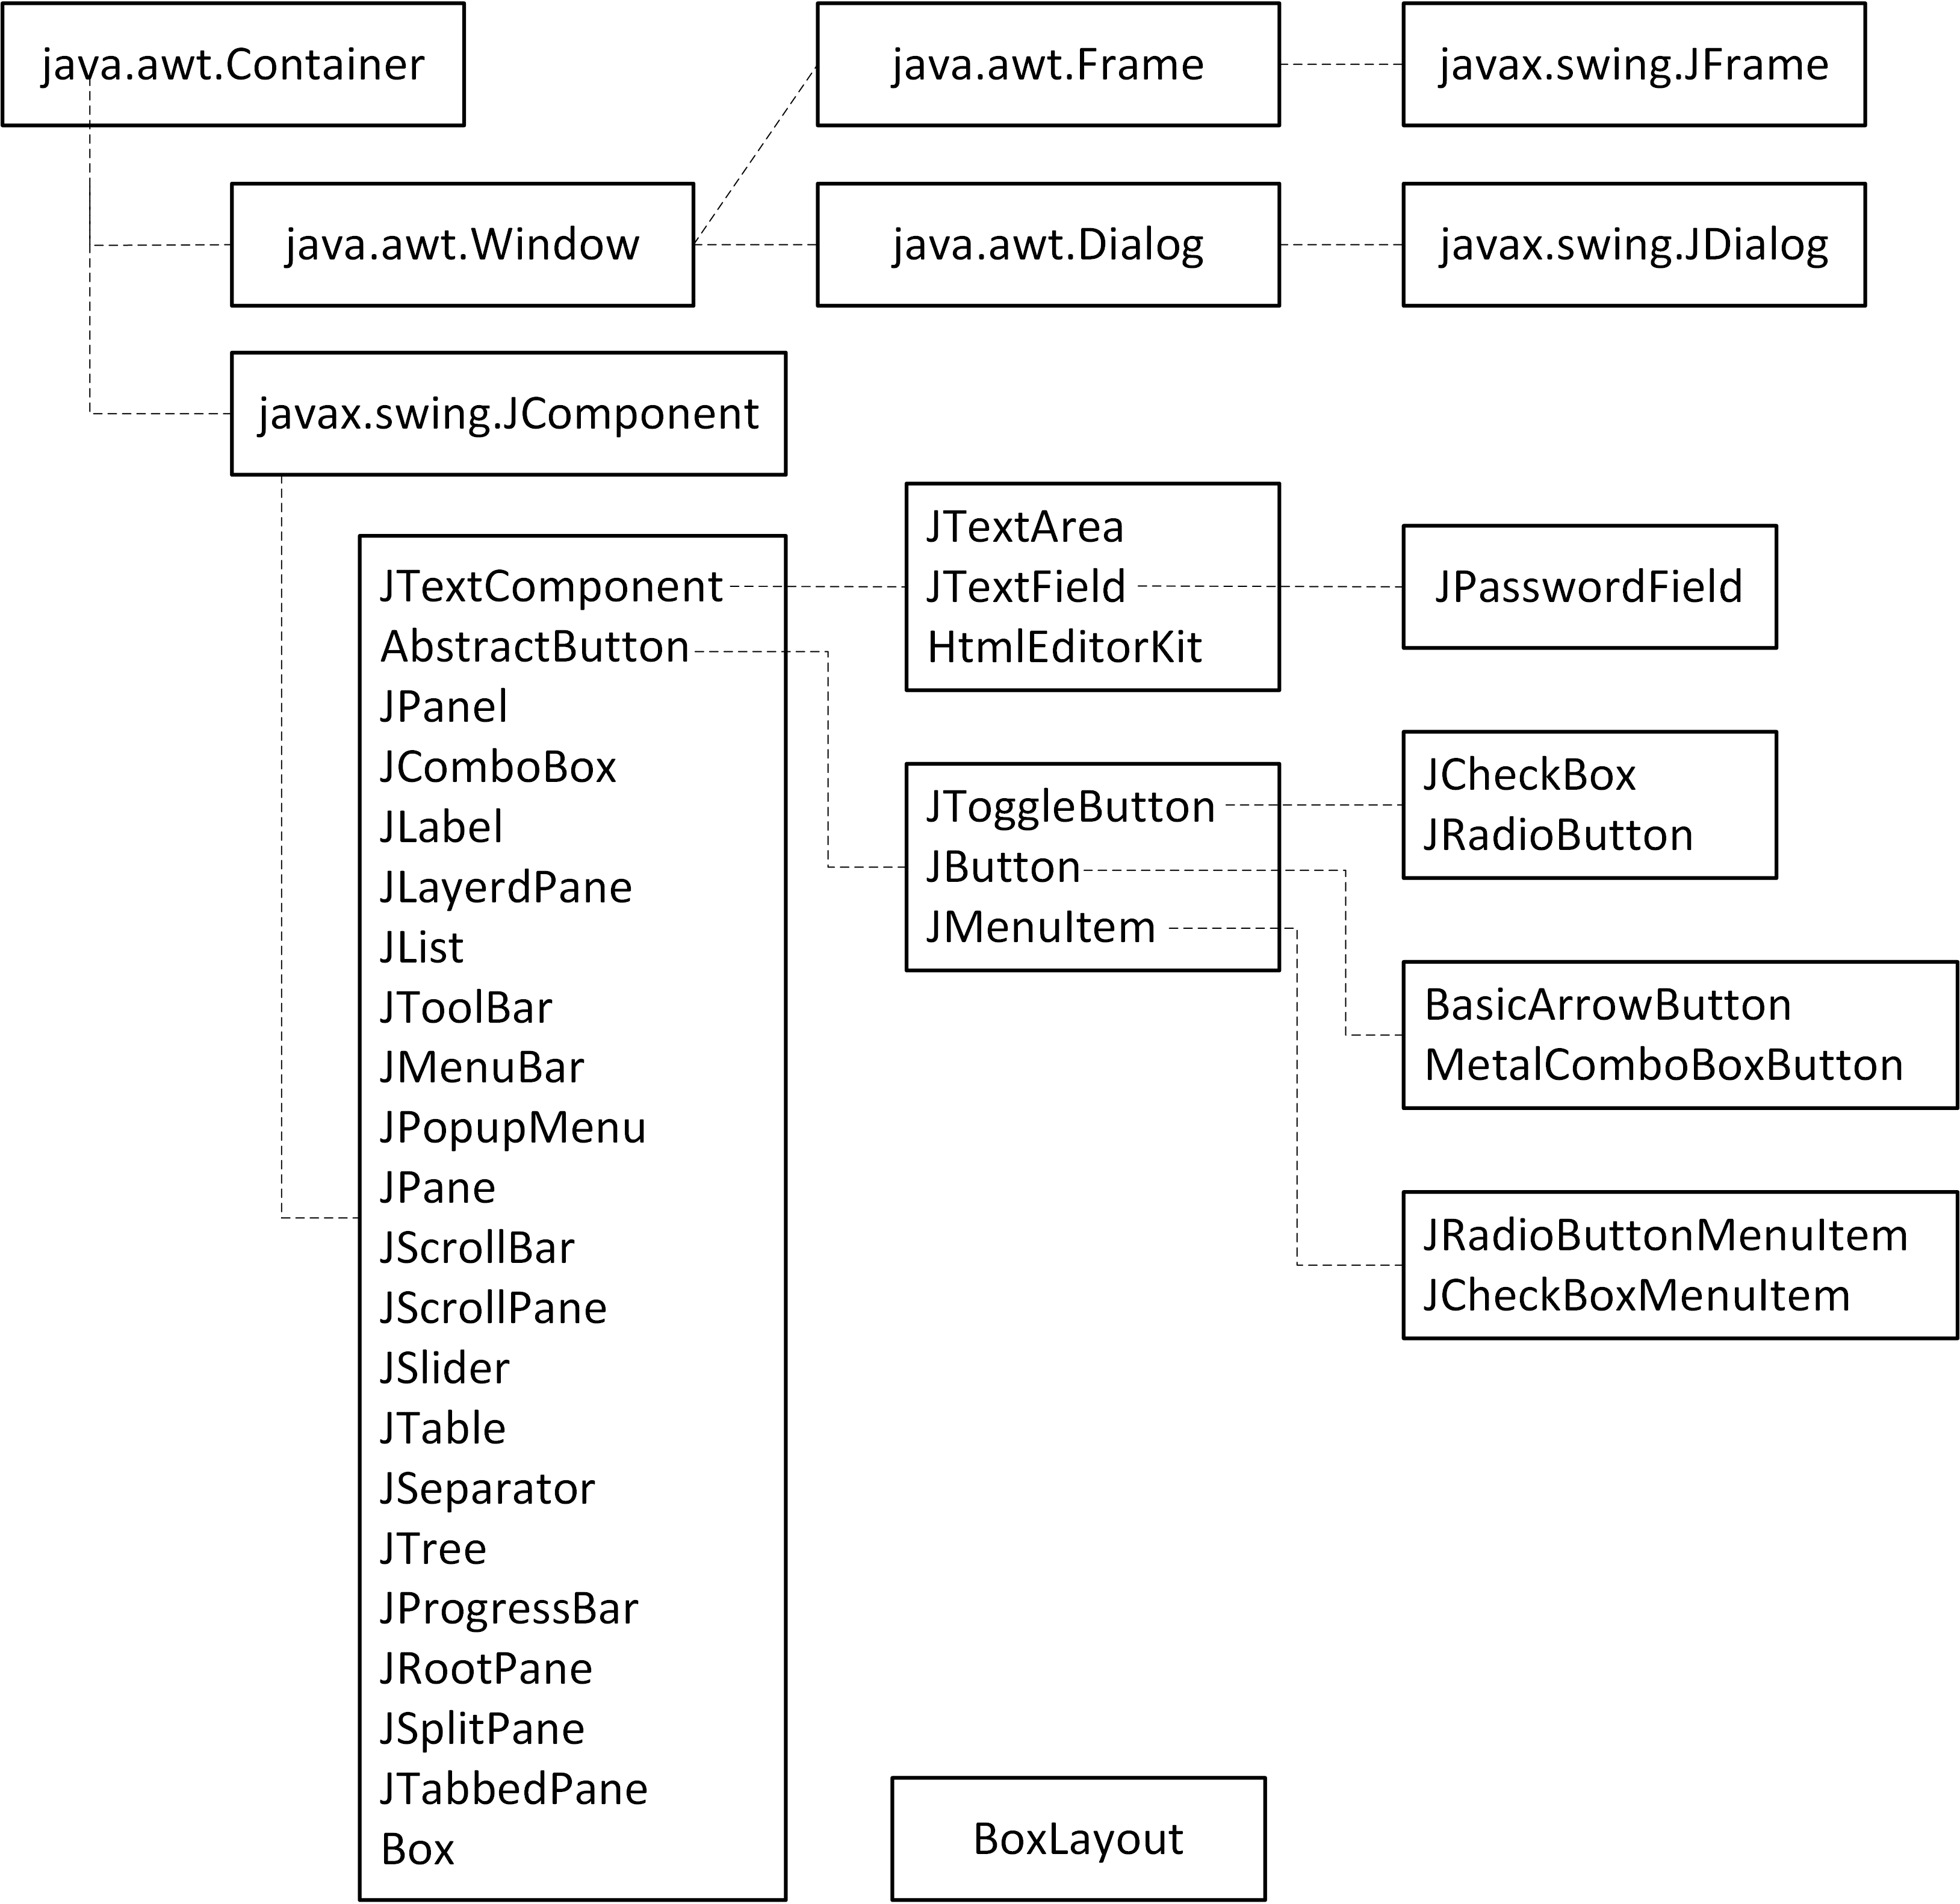 java.awt.Container
java.awt.Frame
javax.swing.JFrame
java.awt.Window
java.awt.Dialog
javax.swing.JDialog
javax.swing.JComponent
JTextComponent
AbstractButton
JPanel
JComboBox
JLabel
JLayerdPane
JList
JToolBar
JMenuBar
JPopupMenu
JPane
JScrollBar
JScrollPane
JSlider
JTable
JSeparator
JTree
JProgressBar
JRootPane
JSplitPane
JTabbedPane
Box
JTextArea
JTextField
HtmlEditorKit
JPasswordField
JToggleButton
JButton
JMenuItem
JCheckBox
JRadioButton
BasicArrowButton
MetalComboBoxButton
JRadioButtonMenuItem
JCheckBoxMenuItem
BoxLayout